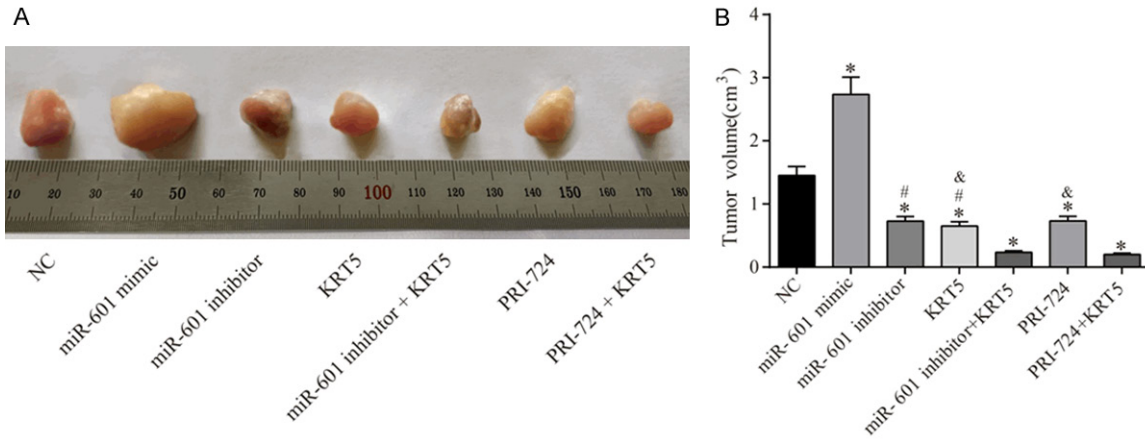 A
10 20 30 40 50 60 70 80 90 100 110 120 130 140 150 160 170 180
NC
miR-601 mimic
miR-601 inhibitor
KRT5
miR-601 inhibitor + KRT5
PRI-724
PRI-724 + KRT5
B
Tumor volume(cm³)
4
3
2
1
0
*
# *
& # *
*
& *
*
NC
miR- 601 mimic
miR- 601 inhibitor
KRT5
miR- 601 inhibitor+KRT5
PRI-724
PRI-724+KRT5